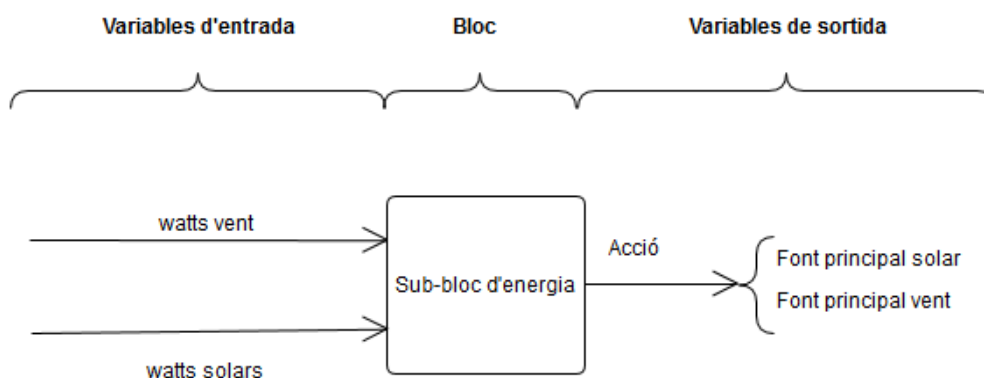 Variables d'entrada
Bloc
Variables de sortida
watts vent
Acció
Font principal solar
Sub-bloc d'energia
Font principal vent
watts solars